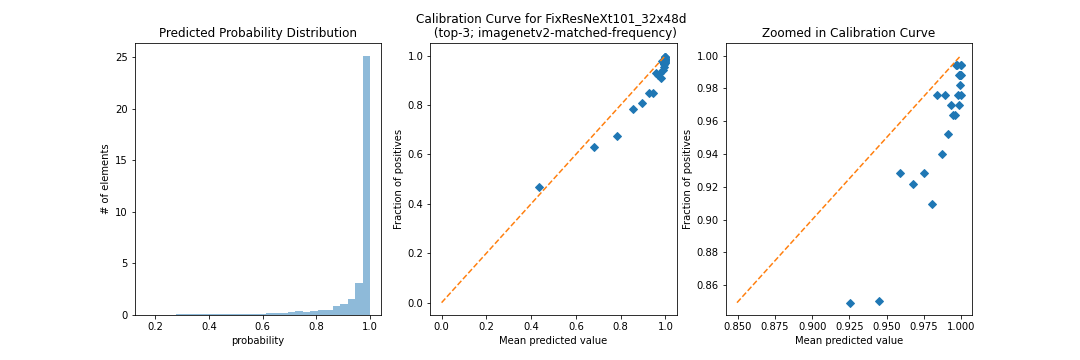 Predicted Probability Distribution
# of elements
25
20
15
10
5
0
0.2 0.4 0.6 0.8 1.0
probability
Calibration Curve for FixResNeXt101_32x48d
(top-3; imagenetv2-matched-frequency)
Fraction of positives
1.0
0.8
0.6
0.4
0.2
0.0
0.0 0.2 0.4 0.6 0.8 1.0
Mean predicted value
Zoomed in Calibration Curve
Fraction of positives
1.00
0.98
0.96
0.94
0.92
0.90
0.88
0.86
0.850 0.875 0.900 0.925 0.950 0.975 1.000
Mean predicted value